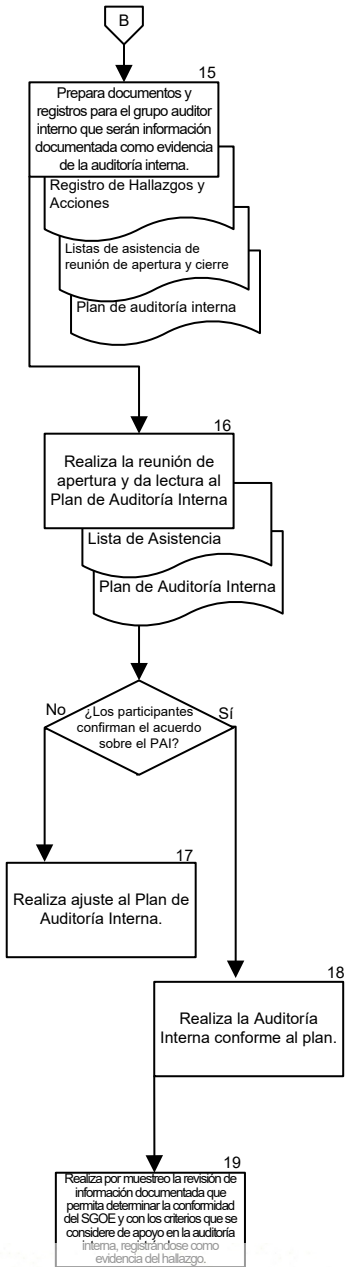 B
15
Prepara documentos y
registros para el grupo auditor
interno que serán información
documentada como evidencia
de la auditoría interna.
Registro de Hallazgos y
Acciones
Listas de asistencia de
reunión de apertura y cierre
Plan de auditoría interna
16
Realiza la reunión de
apertura y da lectura al
Plan de Auditoría Interna
Lista de Asistencia
Plan de Auditoría Interna
No
¿Los participantes
confirman el acuerdo
sobre el PAI?
Sí
17
Realiza ajuste al Plan de
Auditoría Interna.
18
Realiza la Auditoría
Interna conforme al plan.
19
Realiza por muestreo la revisión de
información documentada que
permita determinar la conformidad
del SGOE y con los criterios que se
considere de apoyo en la auditoría
interna, registrándose como
evidencia del hallazgo.